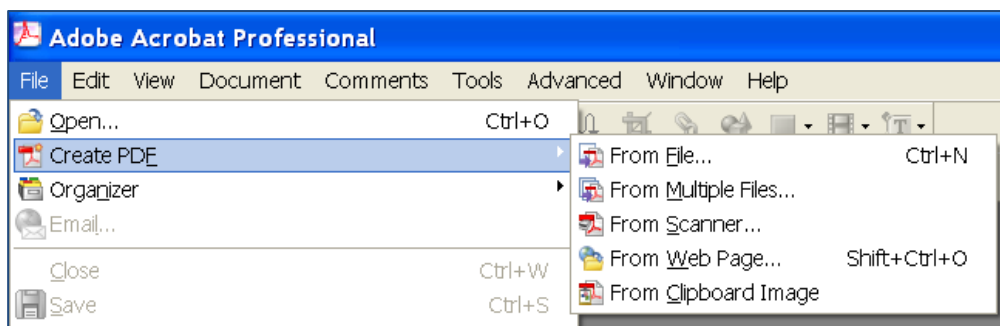 Adobe Acrobat Professional
File Edit View Document Comments Tools Advanced Window Help
Open... Ctrl+O
Create PDF
From File... Ctrl+N
Organizer
From Multiple Files...
Email...
From Scanner...
Close Ctrl+W
From Web Page... Shift+Ctrl+O
Save Ctrl+S
From Clipboard Image